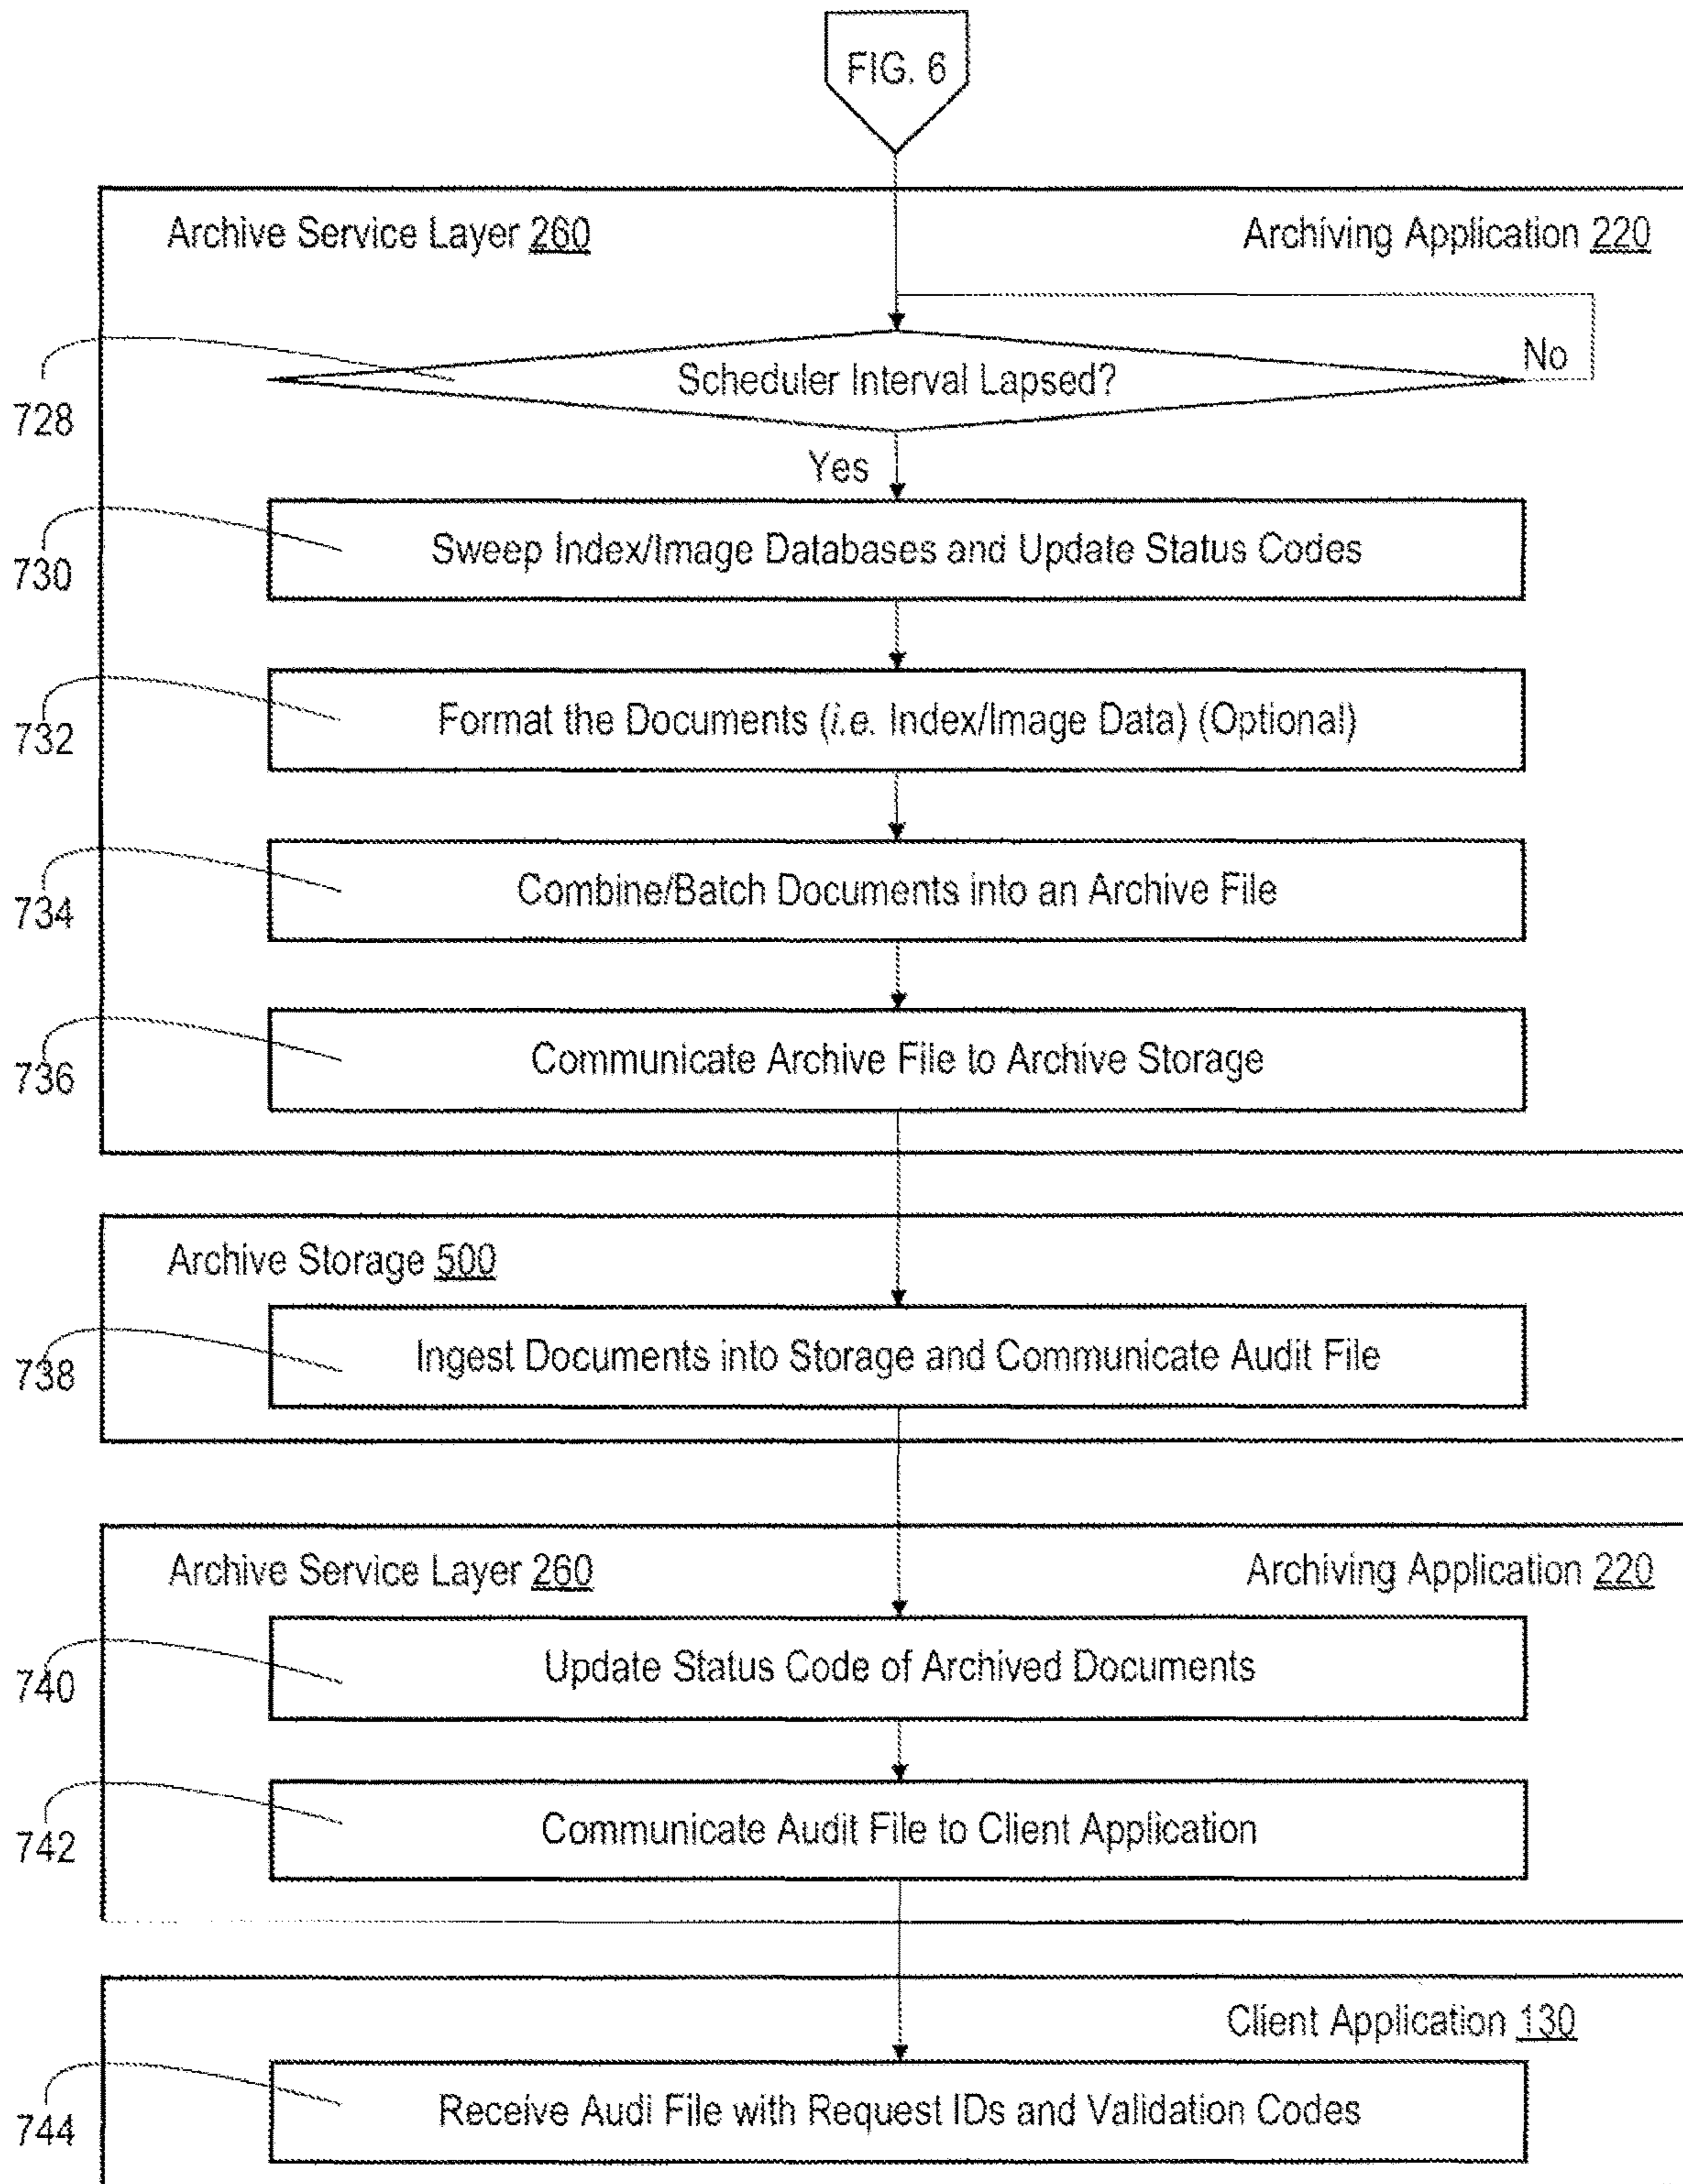 FIG. 6
Archive Service Layer 260
Archiving Application 220
Scheduler Interval Lapsed?
No
728
Yes
Sweep Index/Image Databases and Update Status Codes
730
Format the Documents (i.e. Index/Image Data) (Optional)
732
Combine/Batch Documents into an Archive File
734
Communicate Archive File to Archive Storage
736
Archive Storage 500
Ingest Documents into Storage and Communicate Audit File
738
Archive Service Layer 260
Archiving Application 220
Update Status Code of Archived Documents
740
Communicate Audit File to Client Application
742
Client Application 130
Receive Audi File with Request IDs and Validation Codes
744